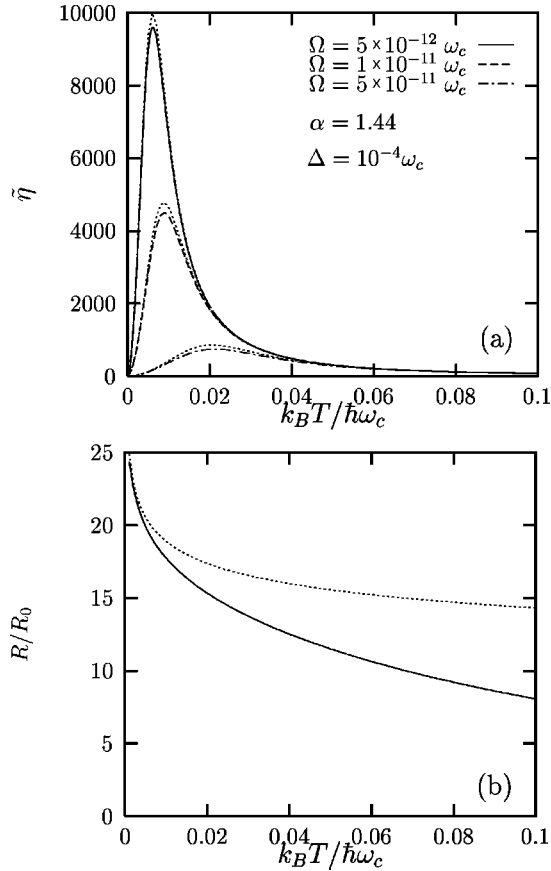 10000
8000
6000
4000
2000
0
η̃
Ω = 5×10⁻¹² ω_c
Ω = 1×10⁻¹¹ ω_c
Ω = 5×10⁻¹¹ ω_c
α = 1.44
Δ = 10⁻⁴ω_c
(a)
0 0.02 0.04 0.06 0.08 0.1
k_BT/ħω_c
25
20
15
10
5
0
R/R₀
(b)
0 0.02 0.04 0.06 0.08 0.1
k_BT/ħω_c